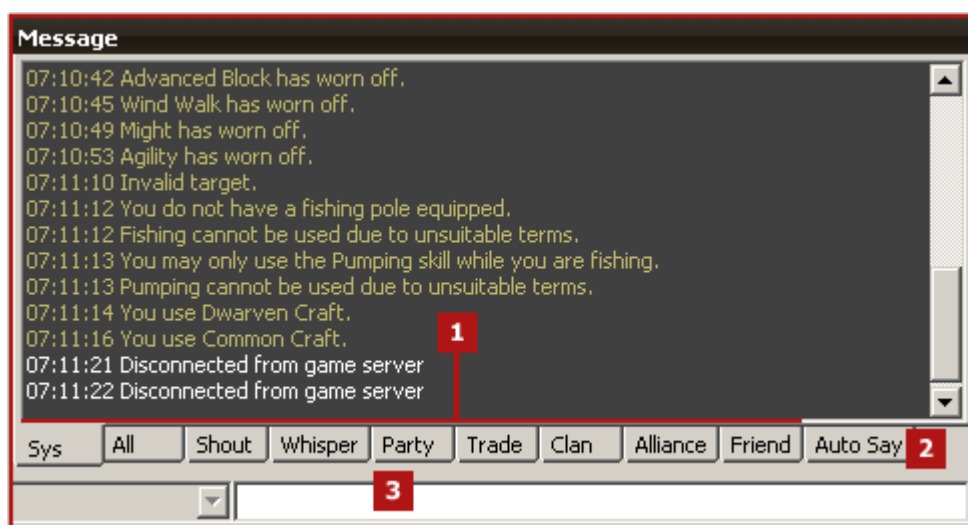 Message
07:10:42 Advanced Block has worn off.
07:10:45 Wind Walk has worn off.
07:10:49 Might has worn off.
07:10:53 Agility has worn off.
07:11:10 Invalid target.
07:11:12 You do not have a fishing pole equipped.
07:11:12 Fishing cannot be used due to unsuitable terms.
07:11:13 You may only use the Pumping skill while you are fishing.
07:11:13 Pumping cannot be used due to unsuitable terms.
07:11:14 You use Dwarven Craft.
07:11:16 You use Common Craft.
1
07:11:21 Disconnected from game server
07:11:22 Disconnected from game server
Sys All Shout Whisper Party Trade Clan Alliance Friend Auto Say 2
3